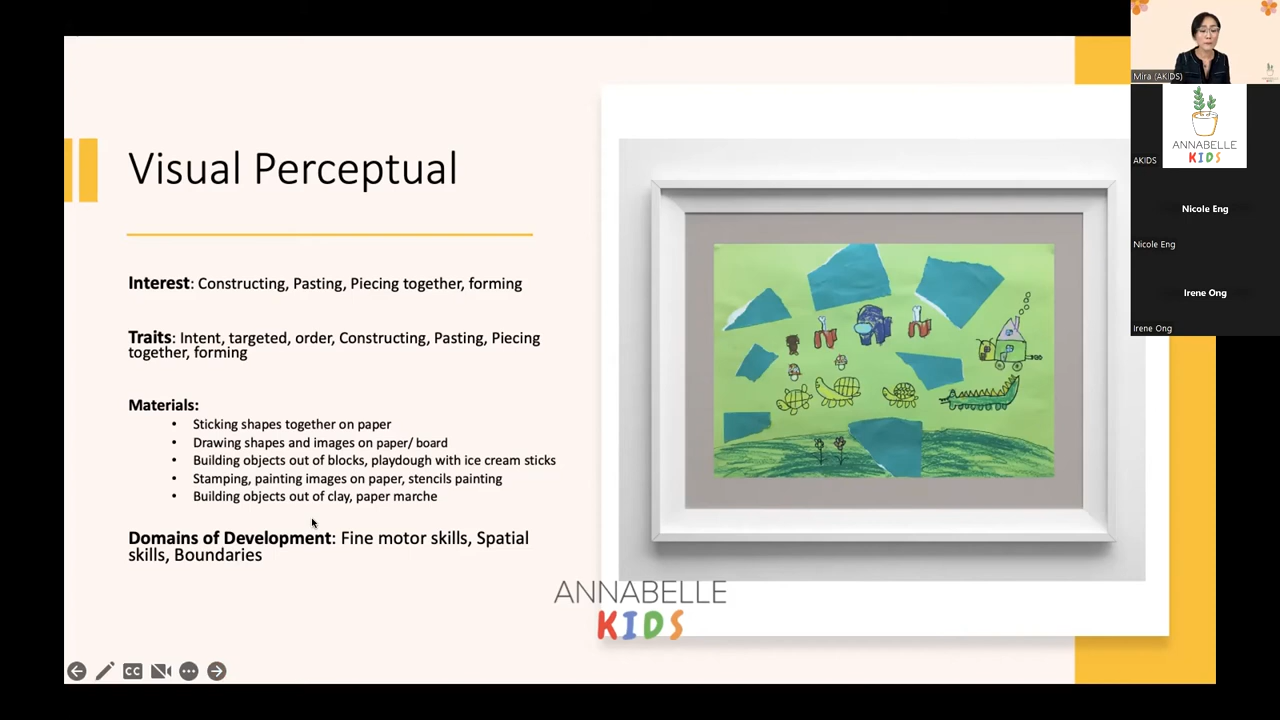 Visual Perceptual
Interest: Constructing, Pasting, Piecing together, forming
Traits: Intent, targeted, order, Constructing, Pasting, Piecing
together, forming
Materials:
• Sticking shapes together on paper
• Drawing shapes and images on paper/ board
• Building objects out of blocks, playdough with ice cream sticks
• Stamping, painting images on paper, stencils painting
• Building objects out of clay, paper marche
Domains of Development: Fine motor skills, Spatial
skills, Boundaries
ANNABELLE
KIDS
CC
Mira (AKIDS)
ANNABELLE
KIDS
AKIDS
Nicole Eng
Nicole Eng
Irene Ong
Irene Ong